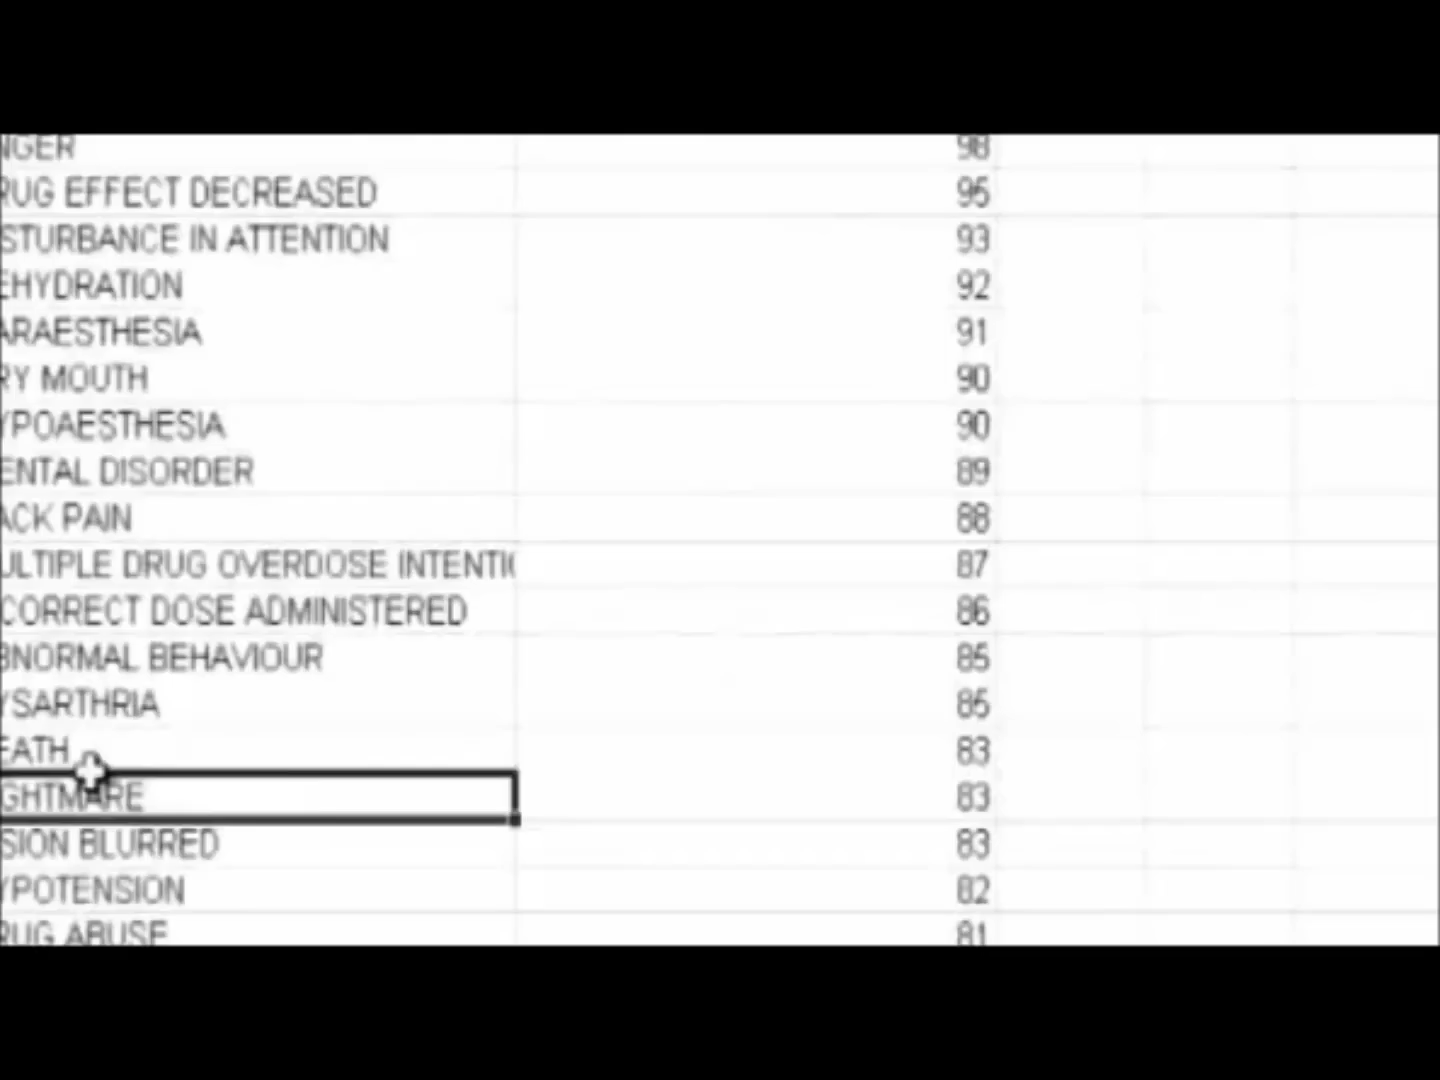 NGER 98
RUG EFFECT DECREASED 95
STURBANCE IN ATTENTION 93
EHYDRATION 92
ARAESTHESIA 91
RY MOUTH 90
YPOAESTHESIA 90
ENTAL DISORDER 89
ACK PAIN 88
ULTIPLE DRUG OVERDOSE INTENTI 87
CORRECT DOSE ADMINISTERED 86
BNORMAL BEHAVIOUR 85
YSARTHRIA 85
EATH 83
GHTMARE 83
SION BLURRED 83
YPOTENSION 82
RUG ABUSE 81